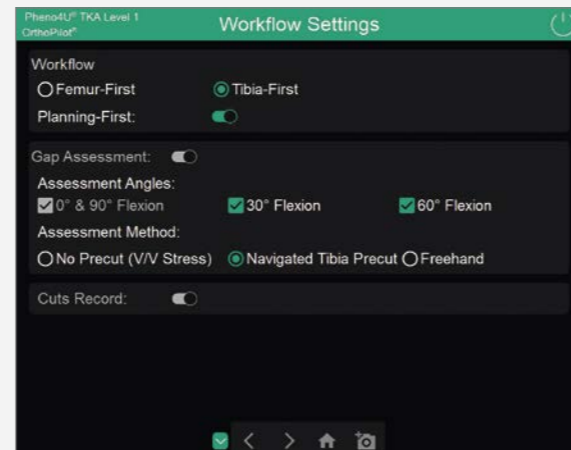 Pheno4U® TKA Level 1
OrthoPilot®
Workflow Settings
Workflow
Femur-First Tibia-First
Planning-First:
Gap Assessment:
Assessment Angles:
0° & 90° Flexion 30° Flexion 60° Flexion
Assessment Method:
No Precut (V/V Stress) Navigated Tibia Precut Freehand
Cuts Record: